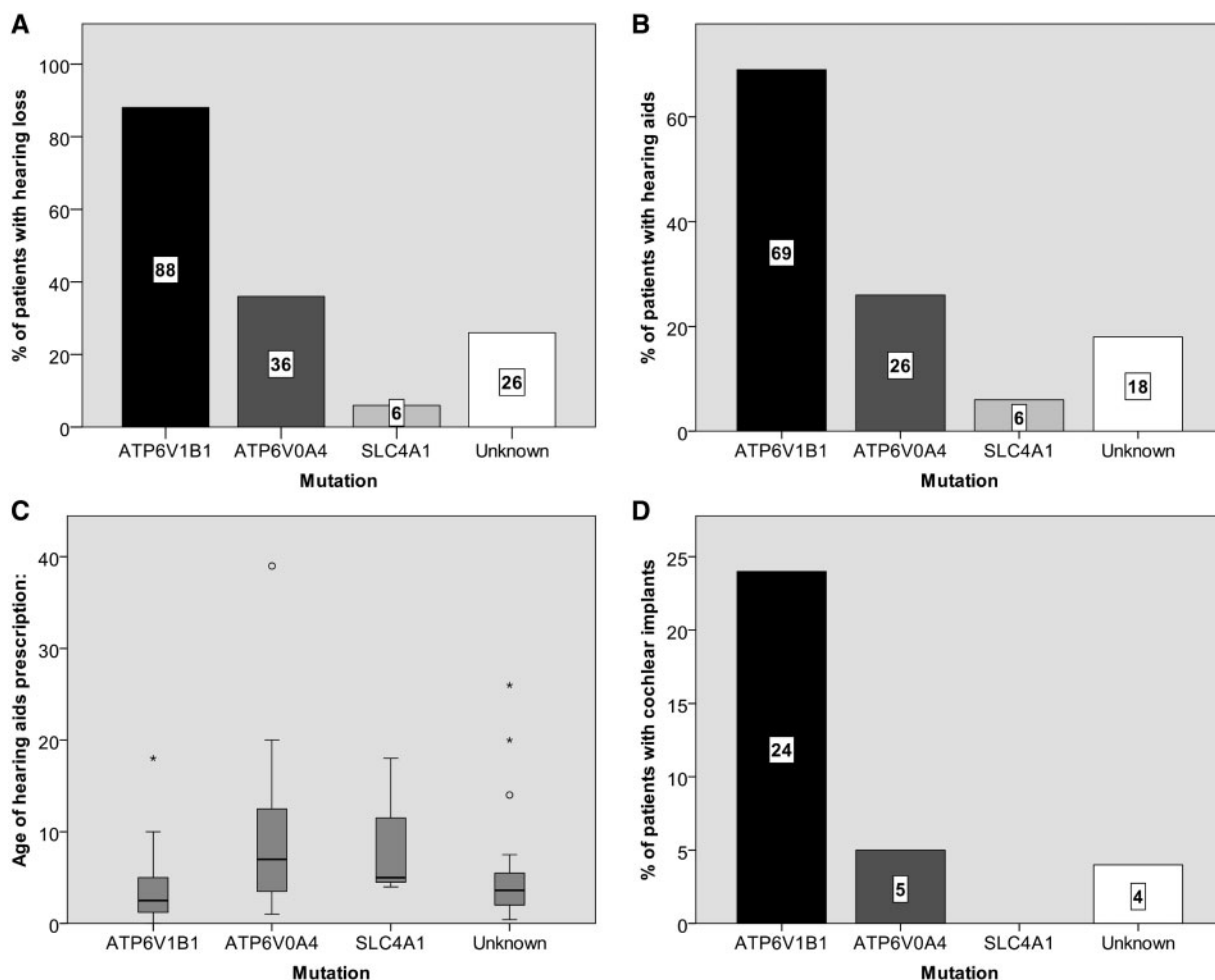 A
% of patients with hearing loss
100
80
60
40
20
0
88
36
6
26
ATP6V1B1 ATP6V0A4 SLC4A1 Unknown
Mutation
B
% of patients with hearing aids
60
40
20
0
69
26
6
18
ATP6V1B1 ATP6V0A4 SLC4A1 Unknown
Mutation
C
Age of hearing aids prescription:
40
30
20
10
0
ATP6V1B1 ATP6V0A4 SLC4A1 Unknown
Mutation
D
% of patients with cochlear implants
25
20
15
10
5
0
24
5
4
ATP6V1B1 ATP6V0A4 SLC4A1 Unknown
Mutation